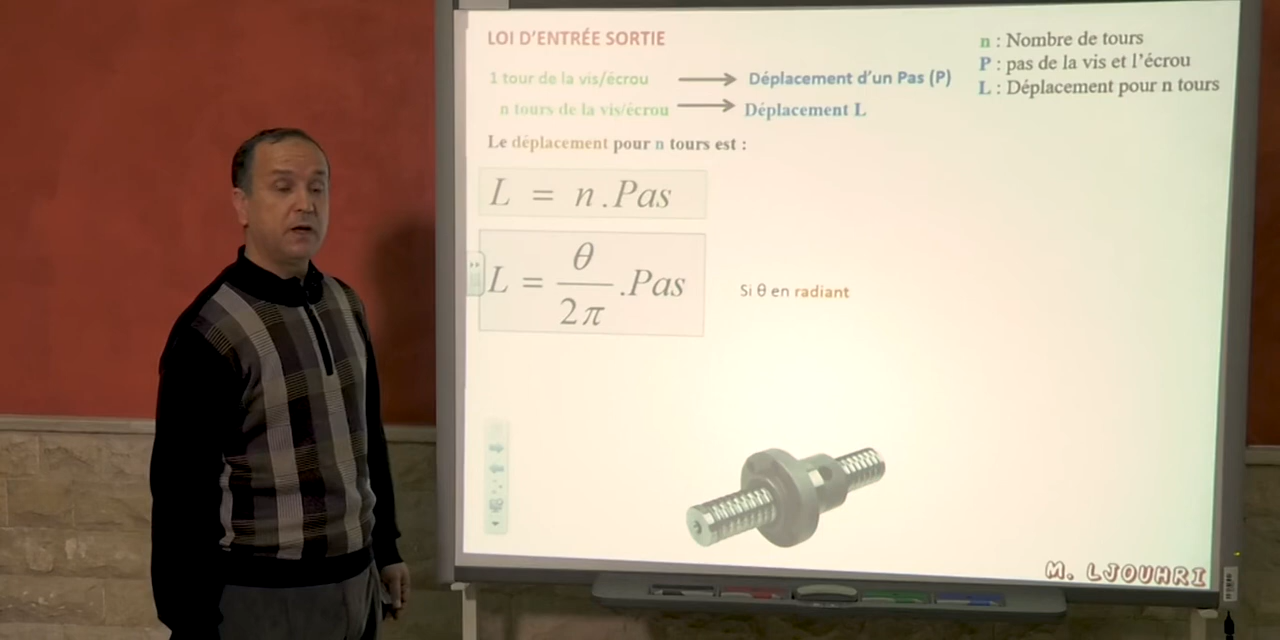 LOI D'ENTRÉE SORTIE
1 tour de la vis/écrou → Déplacement d'un Pas (P)
n tours de la vis/écrou → Déplacement L
n : Nombre de tours
P : pas de la vis et l'écrou
L : Déplacement pour n tours
Le déplacement pour n tours est :
L = n.Pas
L = θ/2π .Pas
Si θ en radiant
M. LJOUHRI